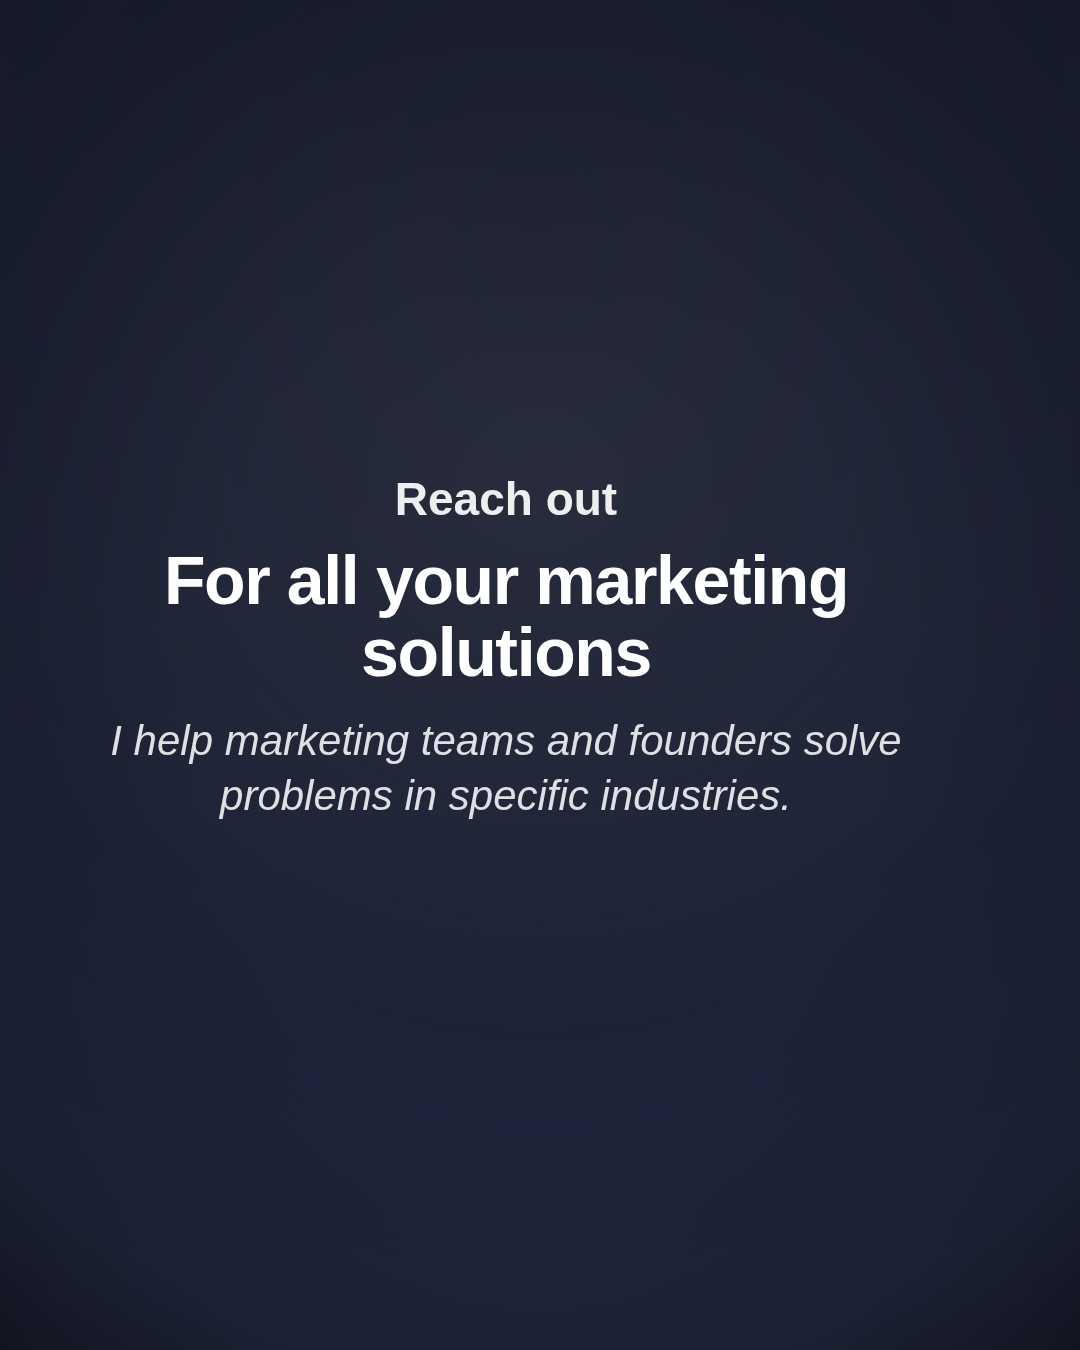 Reach out
For all your marketing
solutions
I help marketing teams and founders solve
problems in specific industries.